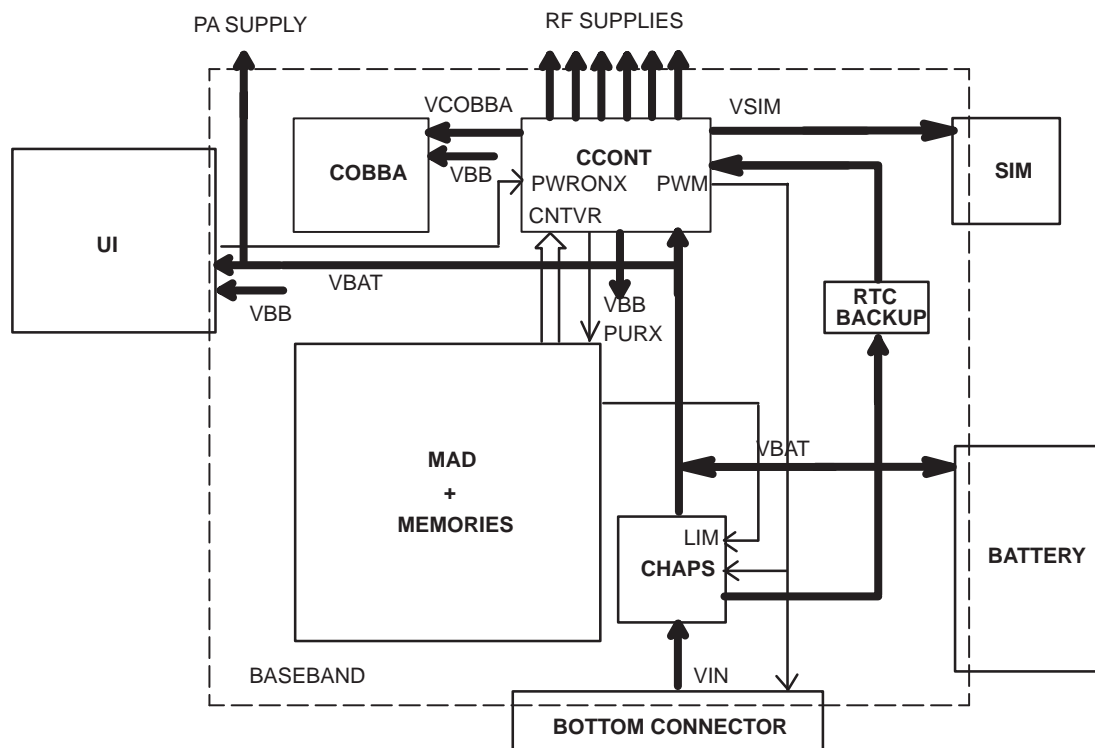 PA SUPPLY
RF SUPPLIES
VCOBBA
VSIM
COBBA
VBB
CCONT
PWRONX PWM
CNTVR
SIM
UI
VBAT
VBB
VBB
PURX
RTC
BACKUP
MAD
+
MEMORIES
VBAT
LIM
CHAPS
BATTERY
BASEBAND
VIN
BOTTOM CONNECTOR